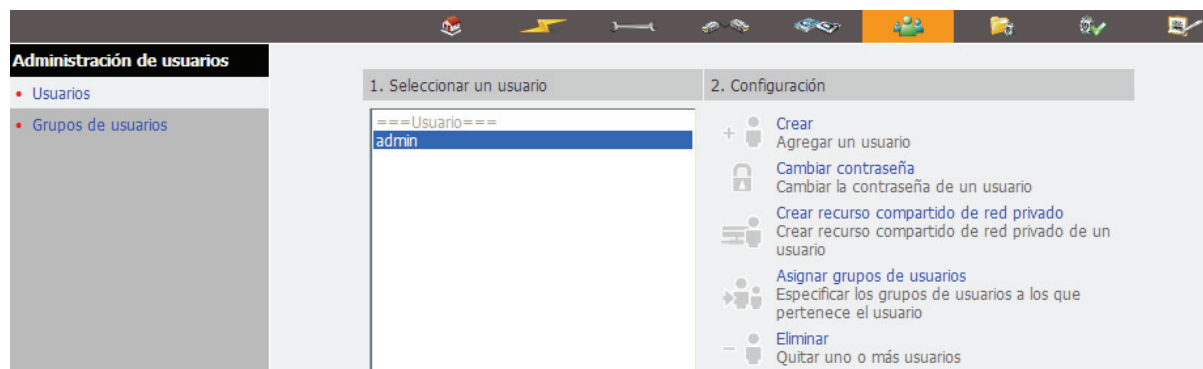 Administración de usuarios
Usuarios
Grupos de usuarios
1. Seleccionar un usuario
===Usuario===
admin
2. Configuración
Crear
Agregar un usuario
Cambiar contraseña
Cambiar la contraseña de un usuario
Crear recurso compartido de red privado
Crear recurso compartido de red privado de un
usuario
Asignar grupos de usuarios
Especificar los grupos de usuarios a los que
pertenece el usuario
Eliminar
Quitar uno o más usuarios